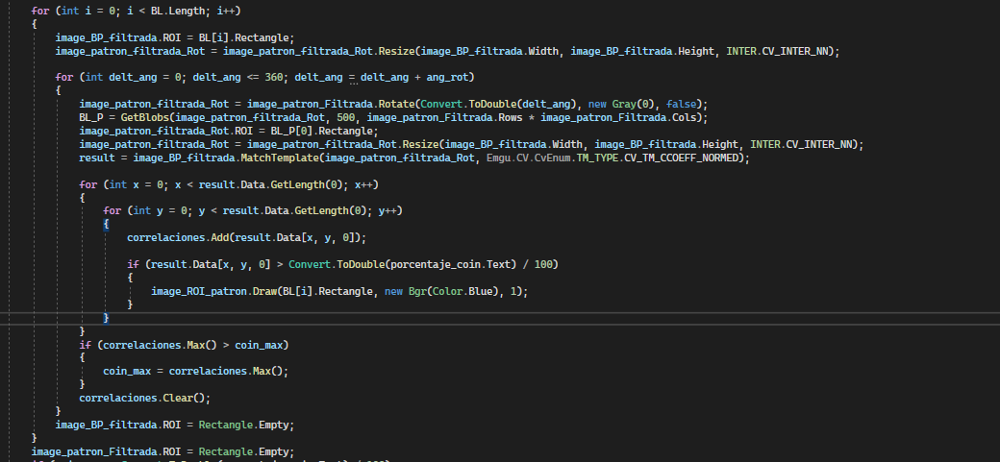 for (int i = 0; i < BL.Length; i++)
{
image_BP_filtrada.ROI = BL[i].Rectangle;
image_patron_filtrada_Rot = image_patron_filtrada_Rot.Resize(image_BP_filtrada.Width, image_BP_filtrada.Height, INTER.CV_INTER_NN);
for (int delt_ang = 0; delt_ang <= 360; delt_ang = delt_ang + ang_rot)
{
image_patron_filtrada_Rot = image_patron_Filtrada.Rotate(Convert.ToDouble(delt_ang), new Gray(0), false);
BL_P = GetBlobs(image_patron_filtrada_Rot, 500, image_patron_Filtrada.Rows * image_patron_Filtrada.Cols);
image_patron_filtrada_Rot.ROI = BL_P[0].Rectangle;
image_patron_filtrada_Rot = image_patron_filtrada_Rot.Resize(image_BP_filtrada.Width, image_BP_filtrada.Height, INTER.CV_INTER_NN);
result = image_BP_filtrada.MatchTemplate(image_patron_filtrada_Rot, Emgu.CV.CvEnum.TM_TYPE.CV_TM_CCOEFF_NORMED);
for (int x = 0; x < result.Data.GetLength(0); x++)
{
for (int y = 0; y < result.Data.GetLength(0); y++)
{
correlaciones.Add(result.Data[x, y, 0]);
if (result.Data[x, y, 0] > Convert.ToDouble(porcentaje_coin.Text) / 100)
{
image_ROI_patron.Draw(BL[i].Rectangle, new Bgr(Color.Blue), 1);
}
}
}
if (correlaciones.Max() > coin_max)
{
coin_max = correlaciones.Max();
}
correlaciones.Clear();
}
image_BP_filtrada.ROI = Rectangle.Empty;
}
image_patron_Filtrada.ROI = Rectangle.Empty;